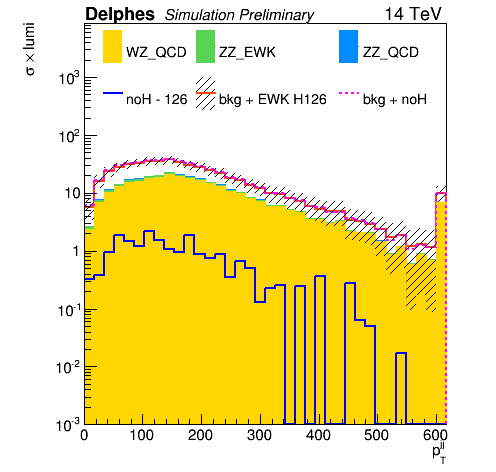 Delphes Simulation Preliminary 14 TeV
σ × lumi
WZ_QCD ZZ_EWK ZZ_QCD
noH - 126 bkg + EWK H126 bkg + noH
10³
10²
10
1
10⁻¹
10⁻²
10⁻³
0 100 200 300 400 500 600
p_T^ll